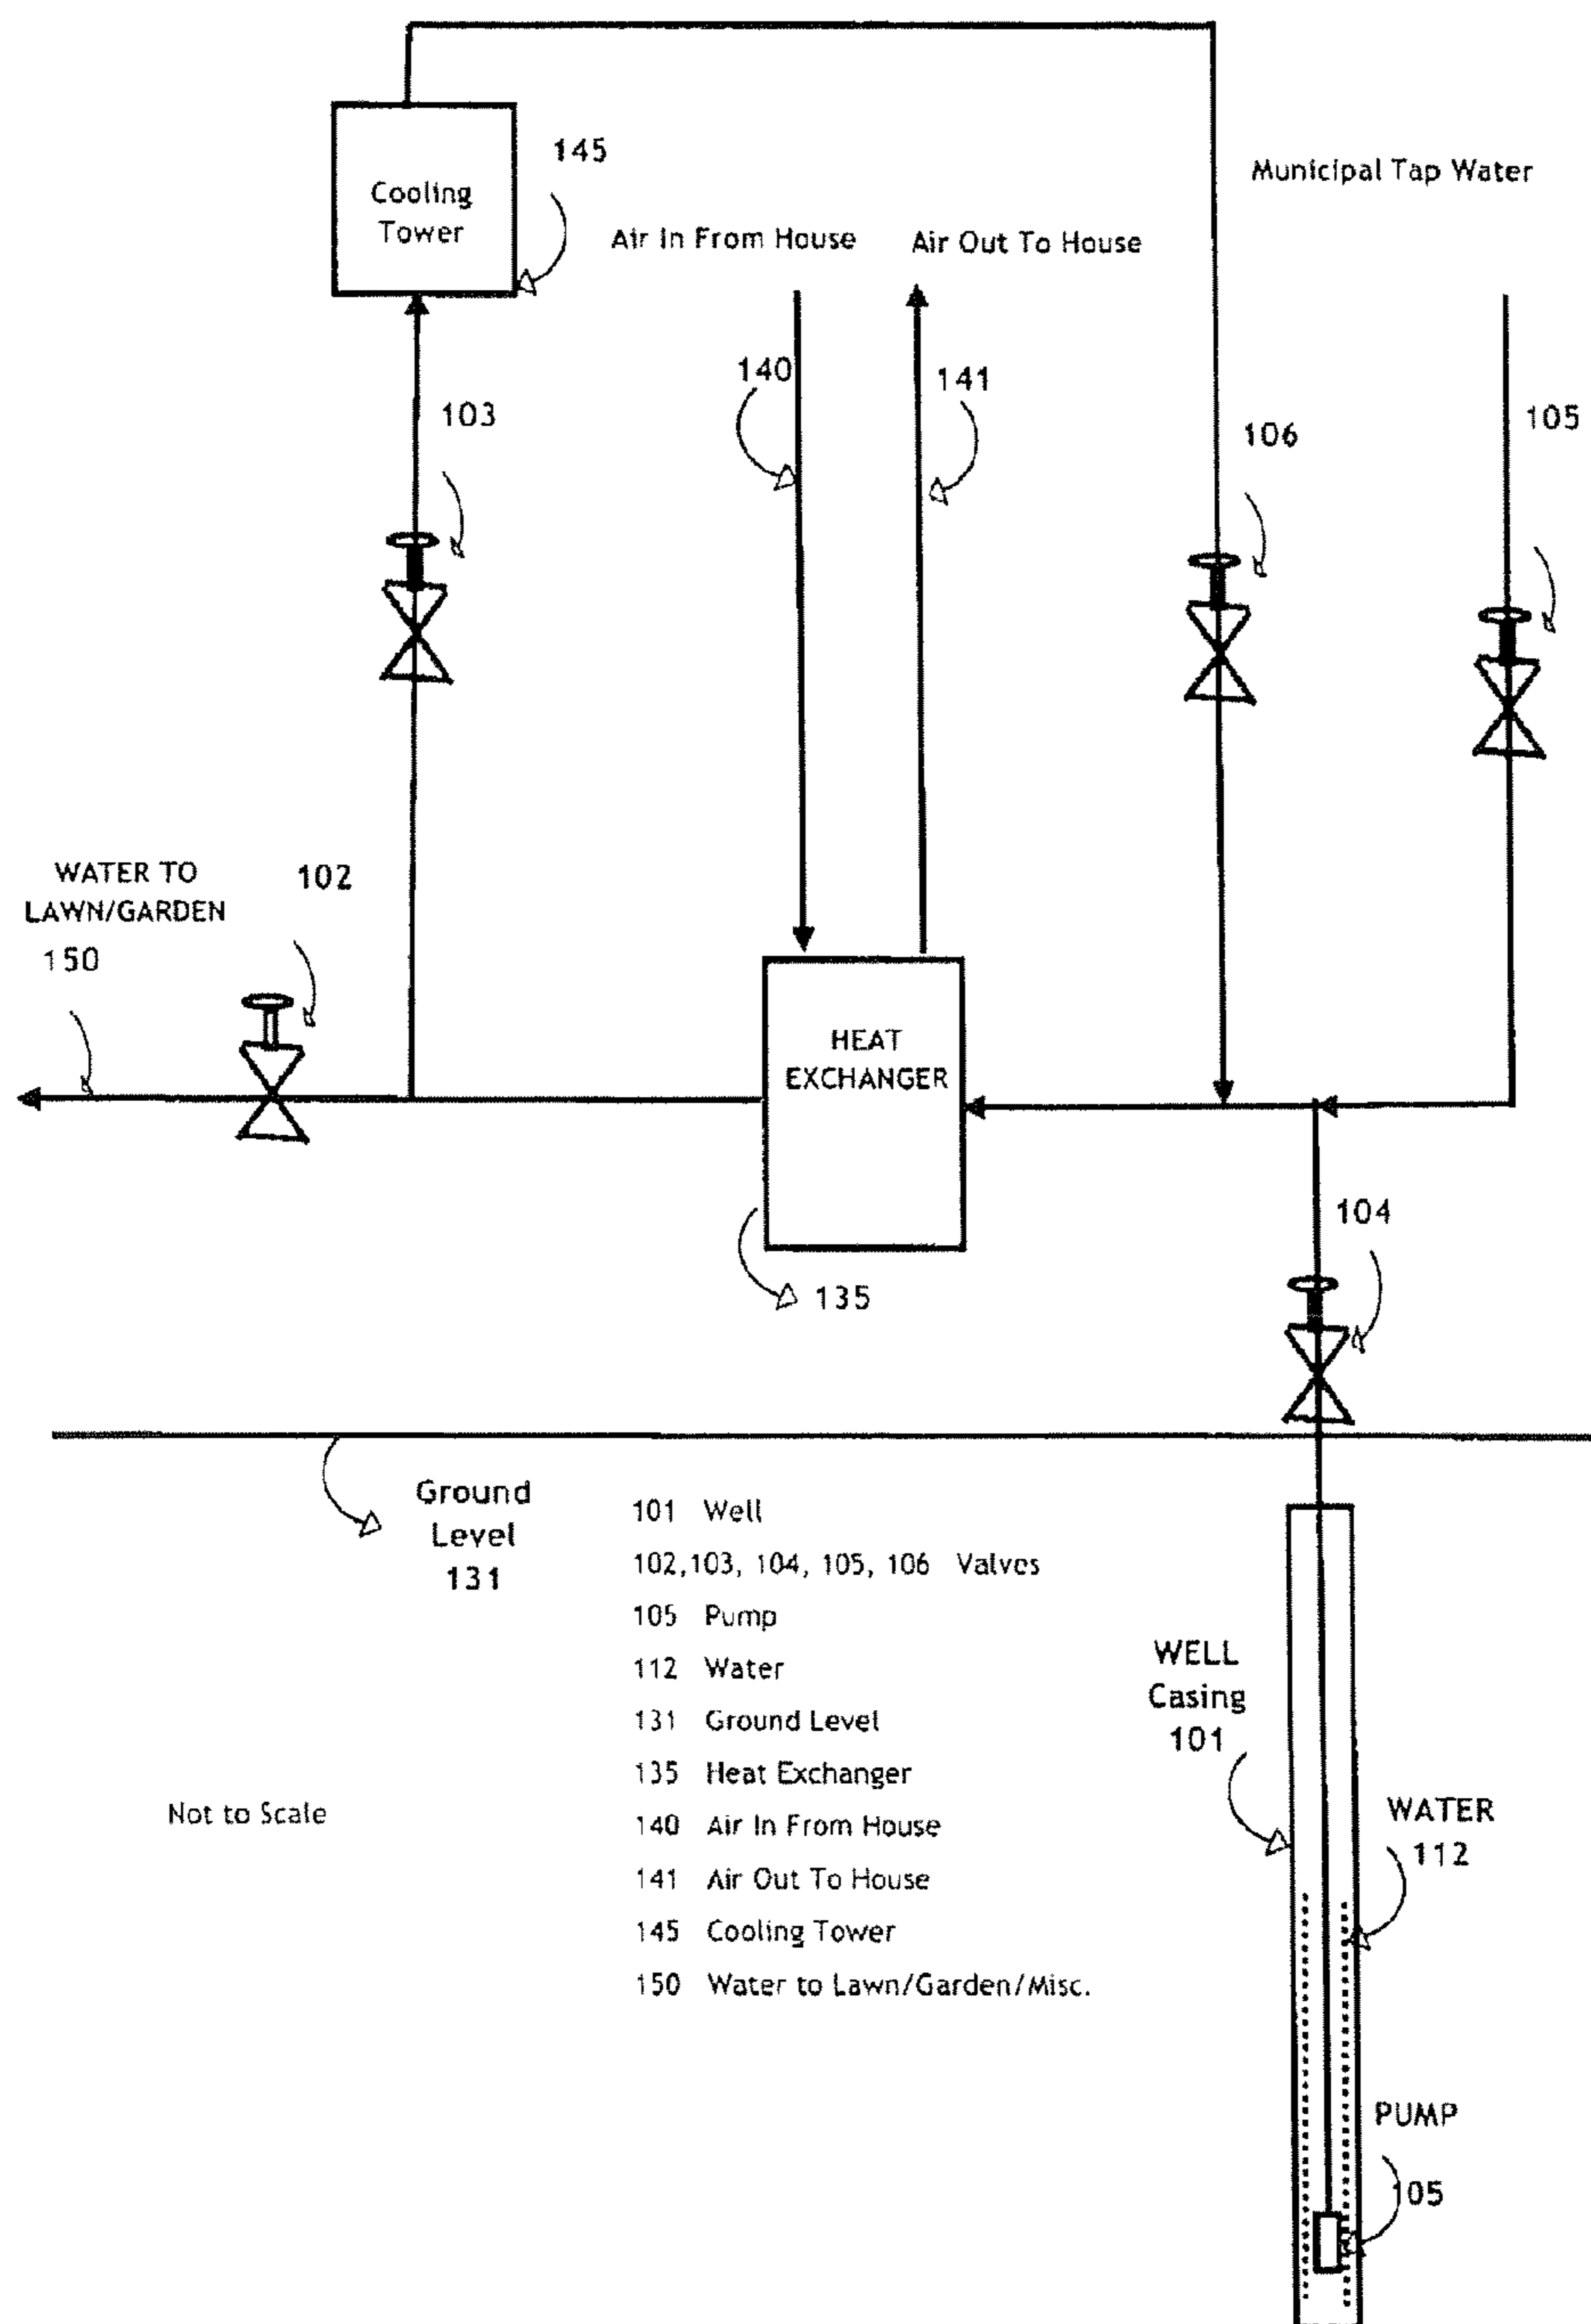 145
Cooling
Tower
Municipal Tap Water
Air In From House
Air Out To House
140
141
103
106
105
WATER TO
LAWN/GARDEN
150
102
HEAT
EXCHANGER
104
135
Ground
Level
131
101 Well
102,103, 104, 105, 106 Valves
105 Pump
112 Water
131 Ground Level
135 Heat Exchanger
140 Air In From House
141 Air Out To House
145 Cooling Tower
150 Water to Lawn/Garden/Misc.
WELL
Casing
101
Not to Scale
WATER
112
PUMP
105